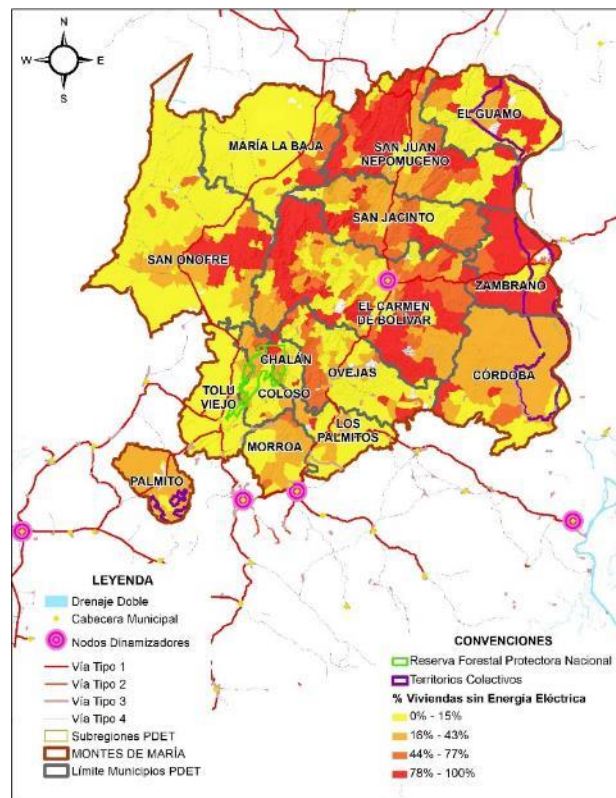 N
W E
S
EL GUAMO
MARÍA LA BAJA
SAN JUAN
NEPOMUCENO
SAN JACINTO
SAN ONOFRE
ZAMBRANO
EL CARMEN
DE BOLÍVAR
CHALÁN
OVEJAS
CÓRDOBA
TOLÚ
VIEJO
COLOSO
LOS
PALMITOS
MORROA
PALMITO
LEYENDA
Drenaje Doble
Cabecera Municipal
Nodos Dinamizadores
Vía Tipo 1
Vía Tipo 2
Vía Tipo 3
Vía Tipo 4
Subregiones PDET
MONTES DE MARÍA
Límite Municipios PDET
CONVENCIONES
Reserva Forestal Protectora Nacional
Territorios Colectivos
% Viviendas sin Energía Eléctrica
0% - 15%
16% - 43%
44% - 77%
78% - 100%